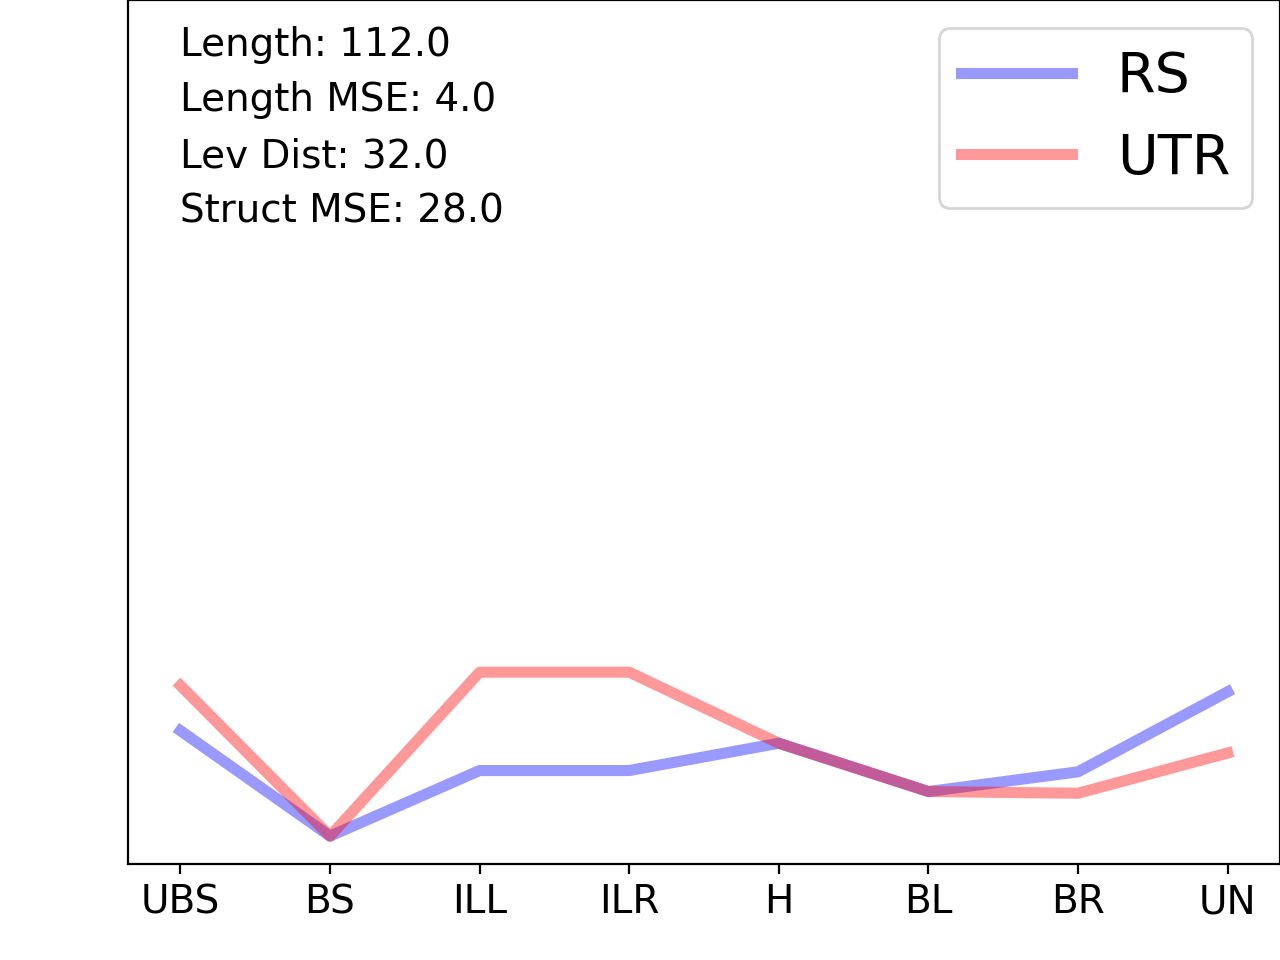 Length: 112.0
Length MSE: 4.0
Lev Dist: 32.0
Struct MSE: 28.0
RS
UTR
UBS BS ILL ILR H BL BR UN